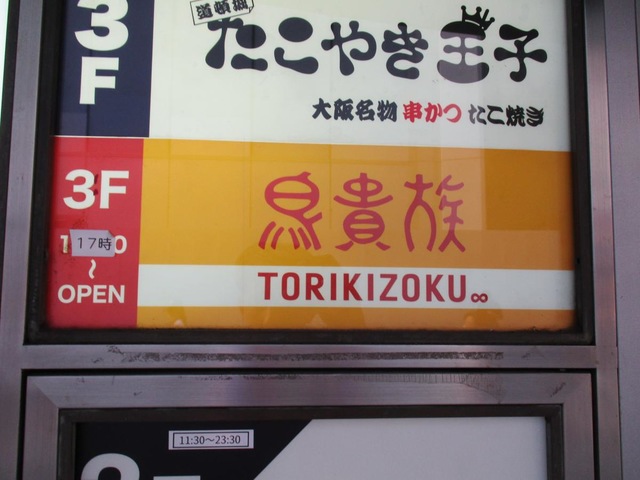 道頓堀
たこやき王子
3F
大阪名物 串かつ たこ焼き
3F
鳥貴族
17時
～
OPEN
TORIKIZOKU∞
11:30～23:30